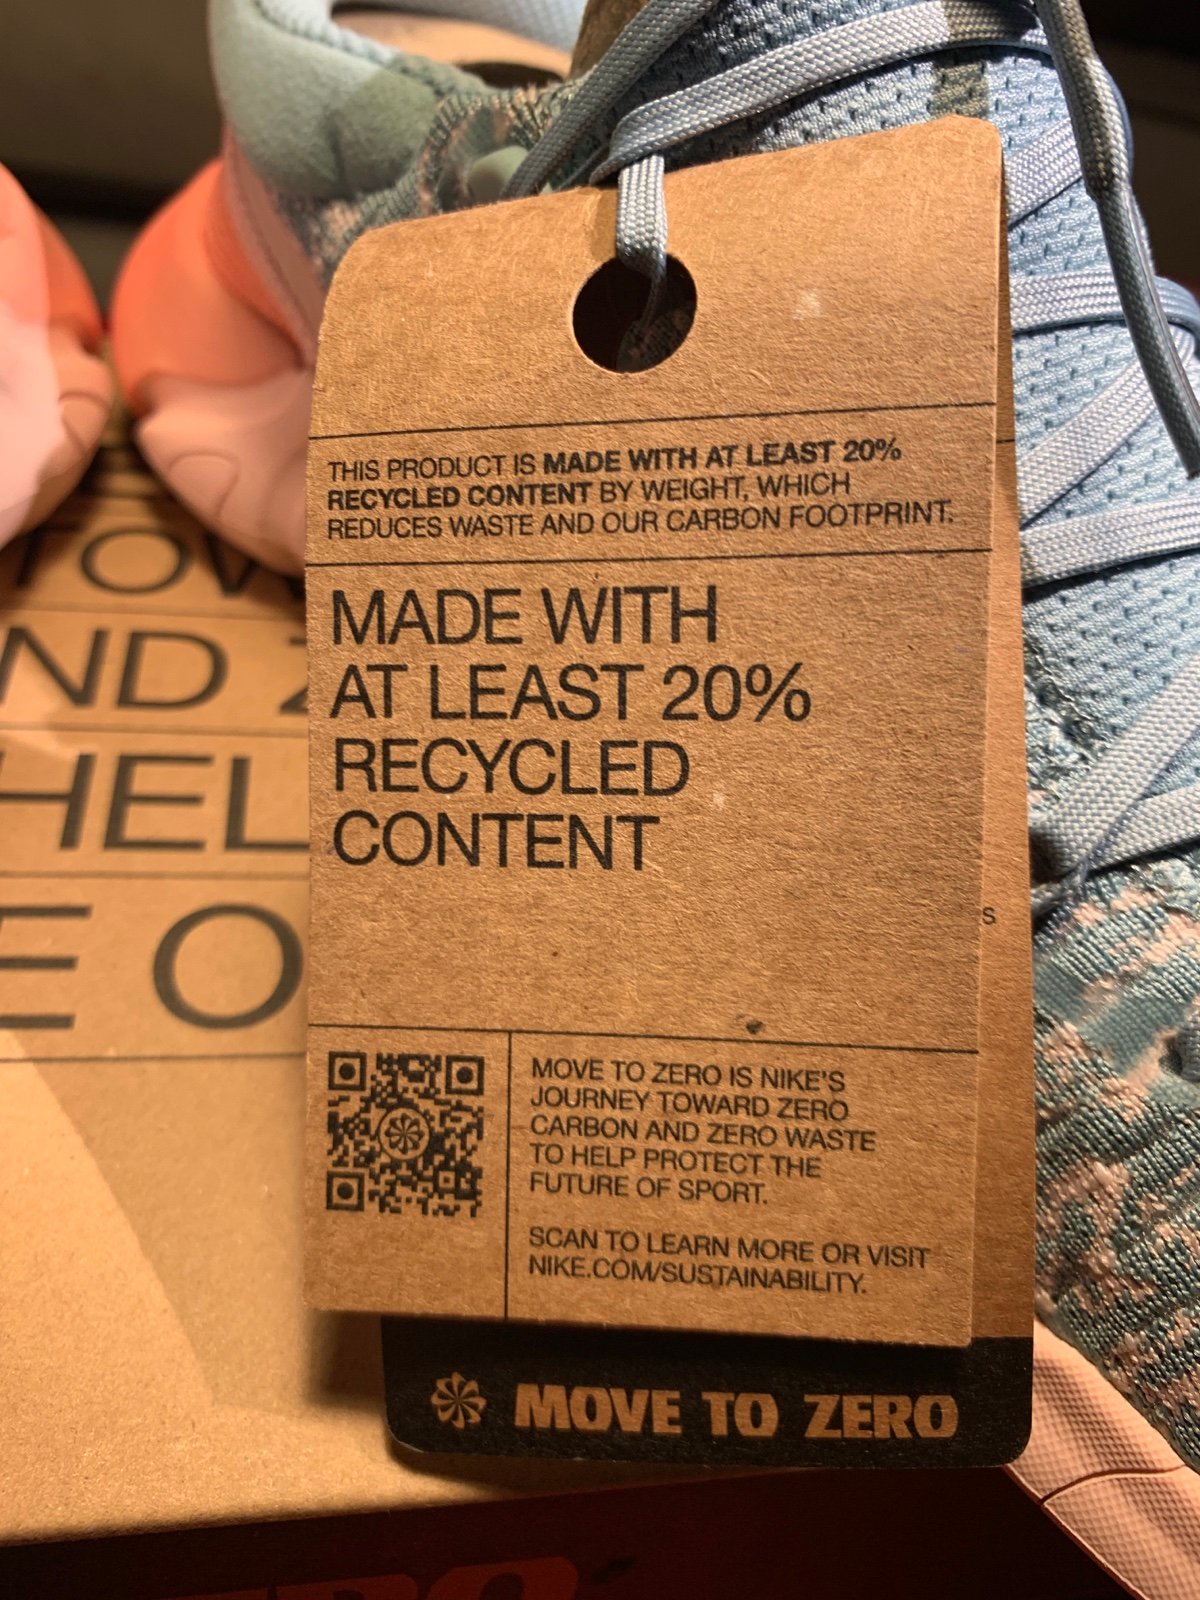 THIS PRODUCT IS MADE WITH AT LEAST 20%
RECYCLED CONTENT BY WEIGHT, WHICH
REDUCES WASTE AND OUR CARBON FOOTPRINT.
MADE WITH
AT LEAST 20%
RECYCLED
CONTENT
MOVE TO ZERO IS NIKE'S
JOURNEY TOWARD ZERO
CARBON AND ZERO WASTE
TO HELP PROTECT THE
FUTURE OF SPORT.
SCAN TO LEARN MORE OR VISIT
NIKE.COM/SUSTAINABILITY.
MOVE TO ZERO